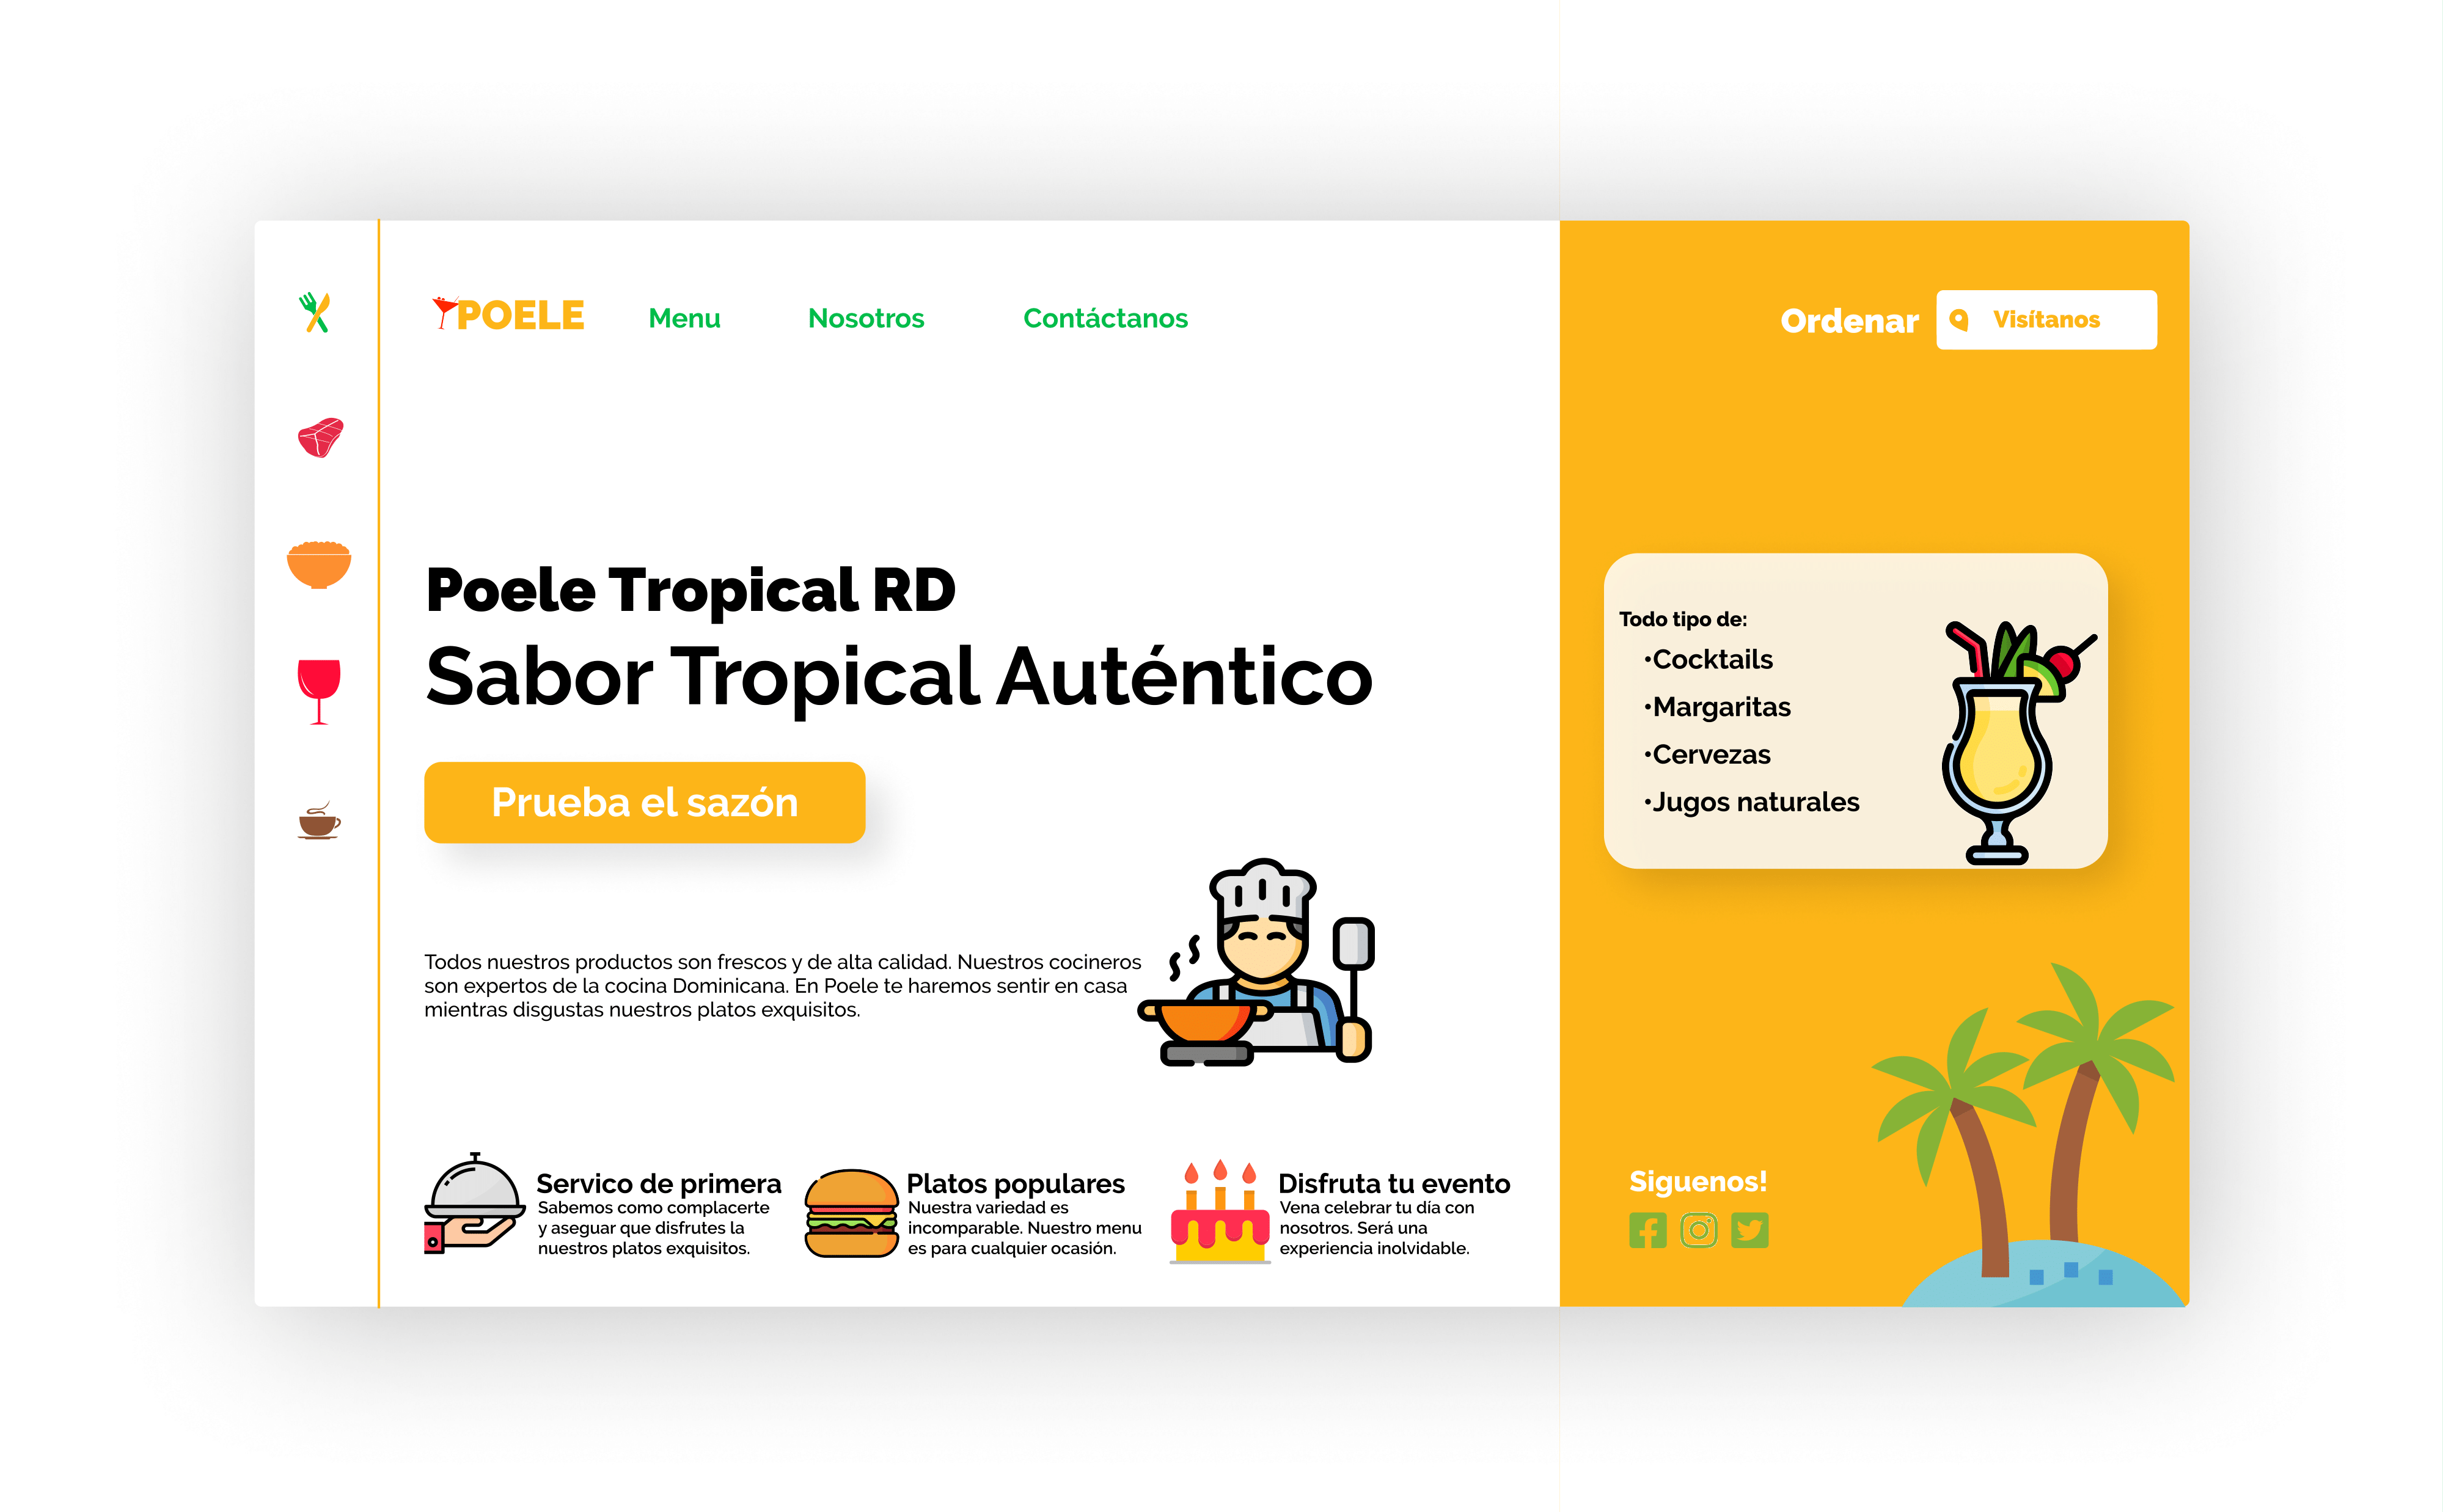 POELE
Menu
Nosotros
Contáctanos
Ordenar
Visítanos
Poele Tropical RD
Sabor Tropical Auténtico
Prueba el sazón
Todos nuestros productos son frescos y de alta calidad. Nuestros cocineros
son expertos de la cocina Dominicana. En Poele te haremos sentir en casa
mientras disgustas nuestros platos exquisitos.
Servico de primera
Sabemos como complacerte
y aseguar que disfrutes la
nuestros platos exquisitos.
Platos populares
Nuestra variedad es
incomparable. Nuestro menu
es para cualquier ocasión.
Disfruta tu evento
Vena celebrar tu día con
nosotros. Será una
experiencia inolvidable.
Todo tipo de:
•Cocktails
•Margaritas
•Cervezas
•Jugos naturales
Siguenos!